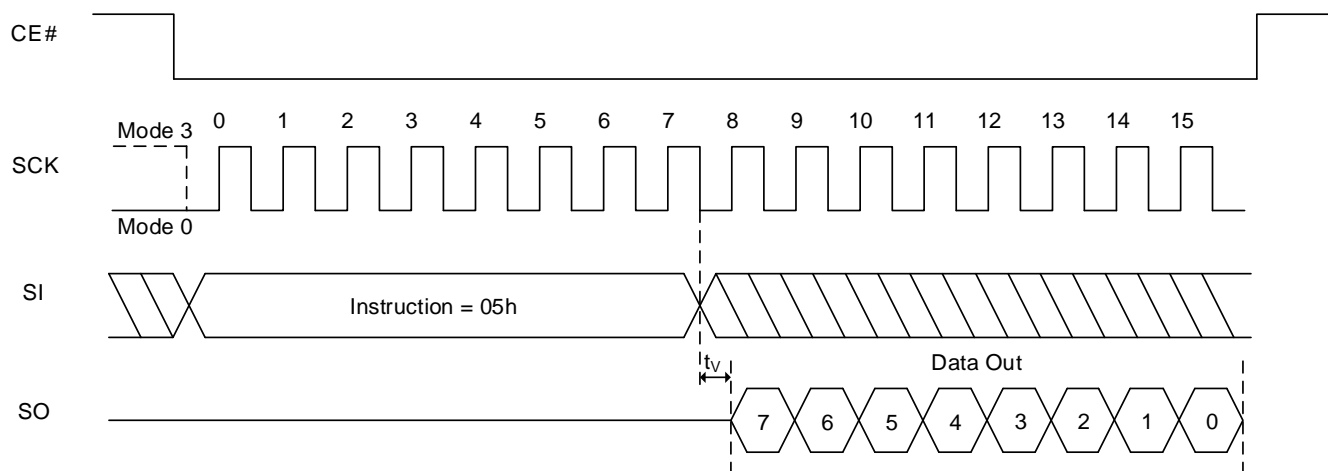 CE#
0 1 2 3 4 5 6 7 8 9 10 11 12 13 14 15
Mode 3
SCK
Mode 0
SI
Instruction = 05h
tV
Data Out
SO
7 6 5 4 3 2 1 0